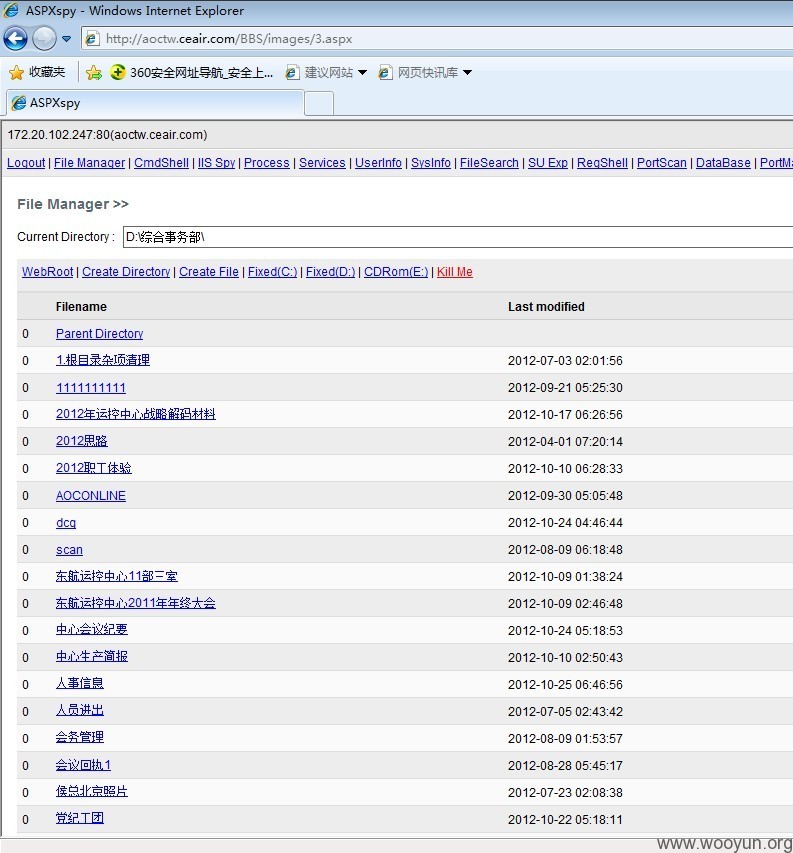 ASPXspy - Windows Internet Explorer
http://aoctw.ceair.com/BBS/images/3.aspx
收藏夹 360安全网址导航_安全上... 建议网站 网页快讯库
ASPXspy
172.20.102.247:80(aoctw.ceair.com)
Logout | File Manager | CmdShell | IIS Spy | Process | Services | UserInfo | SysInfo | FileSearch | SU Exp | RegShell | PortScan | DataBase | PortMa
File Manager >>
Current Directory : D:\综合事务部\
WebRoot | Create Directory | Create File | Fixed(C:) | Fixed(D:) | CDRom(E:) | Kill Me
Filename Last modified
0 Parent Directory
0 1.根目录杂项清理 2012-07-03 02:01:56
0 1111111111 2012-09-21 05:25:30
0 2012年运控中心战略解码材料 2012-10-17 06:26:56
0 2012思路 2012-04-01 07:20:14
0 2012职工体验 2012-10-10 06:28:33
0 AOCONLINE 2012-09-30 05:05:48
0 dcq 2012-10-24 04:46:44
0 scan 2012-08-09 06:18:48
0 东航运控中心11部三室 2012-10-09 01:38:24
0 东航运控中心2011年年终大会 2012-10-09 02:46:48
0 中心会议纪要 2012-10-24 05:18:53
0 中心生产简报 2012-10-10 02:50:43
0 人事信息 2012-10-25 06:46:56
0 人员进出 2012-07-05 02:43:42
0 会务管理 2012-08-09 01:53:57
0 会议回执1 2012-08-28 05:45:17
0 侯总北京照片 2012-07-23 02:08:38
0 党纪工团 2012-10-22 05:18:11
www.wooyun.org